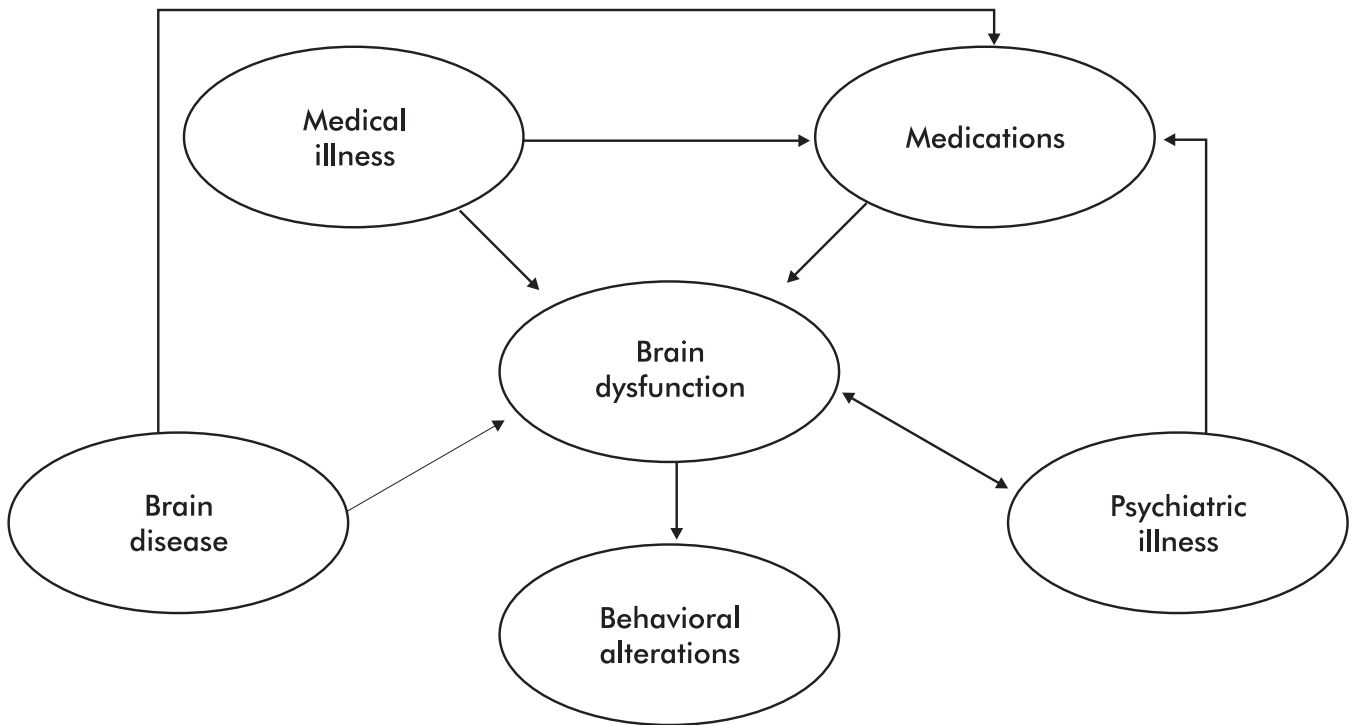 Medical
illness
Medications
Brain
dysfunction
Brain
disease
Psychiatric
illness
Behavioral
alterations